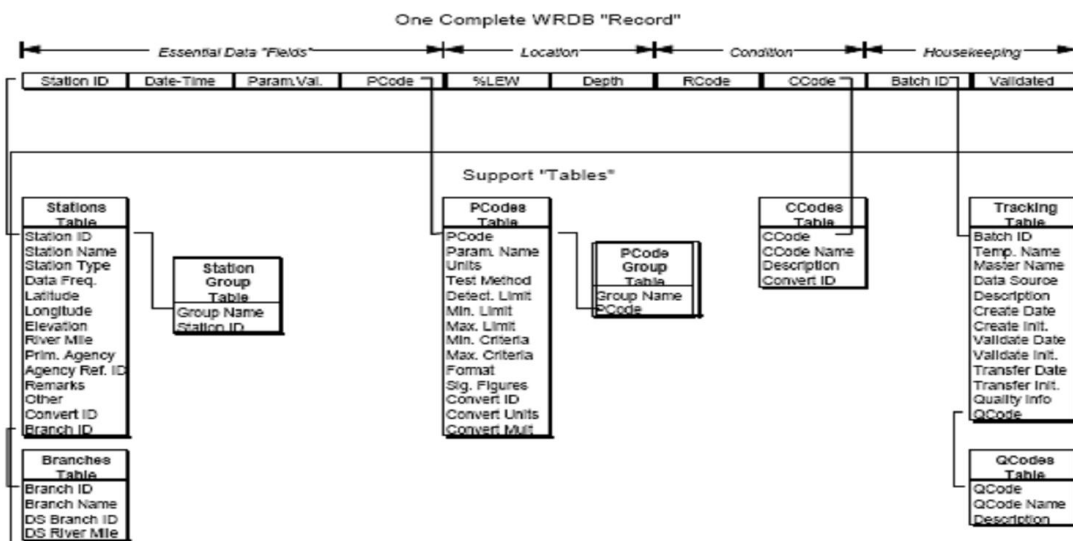 One Complete WRDB "Record"
Essential Data "Fields" Location Condition Housekeeping
Station ID Date-Time Param.Val. PCode %LEW Depth RCode CCode Batch ID Validated
Support "Tables"
Stations
Table
Station ID
Station Name
Station Type
Data Freq.
Latitude
Longitude
Elevation
River Mile
Prim. Agency
Agency Ref. ID
Remarks
Other
Convert ID
Branch ID
Station
Group
Table
Group Name
Station ID
Branches
Table
Branch ID
Branch Name
DS Branch ID
DS River Mile
PCodes
Table
PCode
Param. Name
Units
Test Method
Detect. Limit
Min. Limit
Max. Limit
Min. Criteria
Max. Criteria
Format
Sig. Figures
Convert ID
Convert Units
Convert Mult
PCode
Group
Table
Group Name
PCode
CCodes
Table
CCode
CCode Name
Description
Convert ID
Tracking
Table
Batch ID
Temp. Name
Master Name
Data Source
Description
Create Date
Create Init.
Validate Date
Validate Init.
Transfer Date
Transfer Init.
Quality Info
QCode
QCodes
Table
QCode
QCode Name
Description